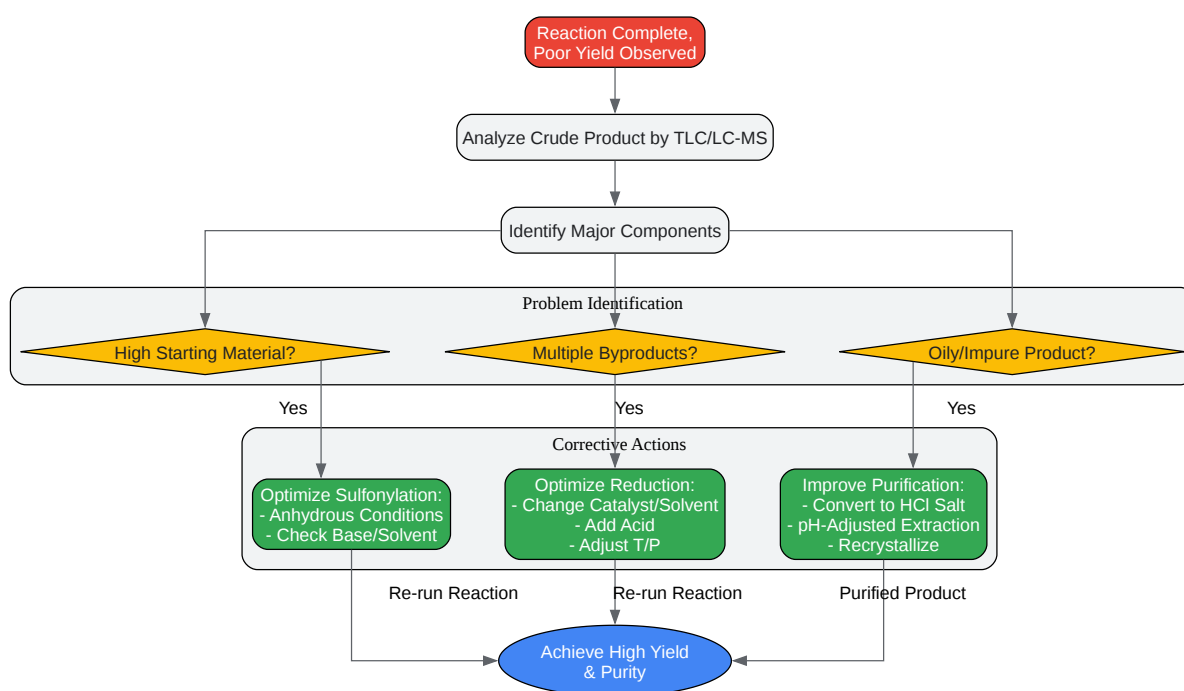 Reaction Complete,
Poor Yield Observed
Analyze Crude Product by TLC/LC-MS
Identify Major Components
Problem Identification
High Starting Material?
Multiple Byproducts?
Oily/Impure Product?
Yes
Yes
Yes
Corrective Actions
Optimize Sulfonylation:
- Anhydrous Conditions
- Check Base/Solvent
Optimize Reduction:
- Change Catalyst/Solvent
- Add Acid
- Adjust T/P
Improve Purification:
- Convert to HCl Salt
- pH-Adjusted Extraction
- Recrystallize
Re-run Reaction
Re-run Reaction
Purified Product
Achieve High Yield
& Purity